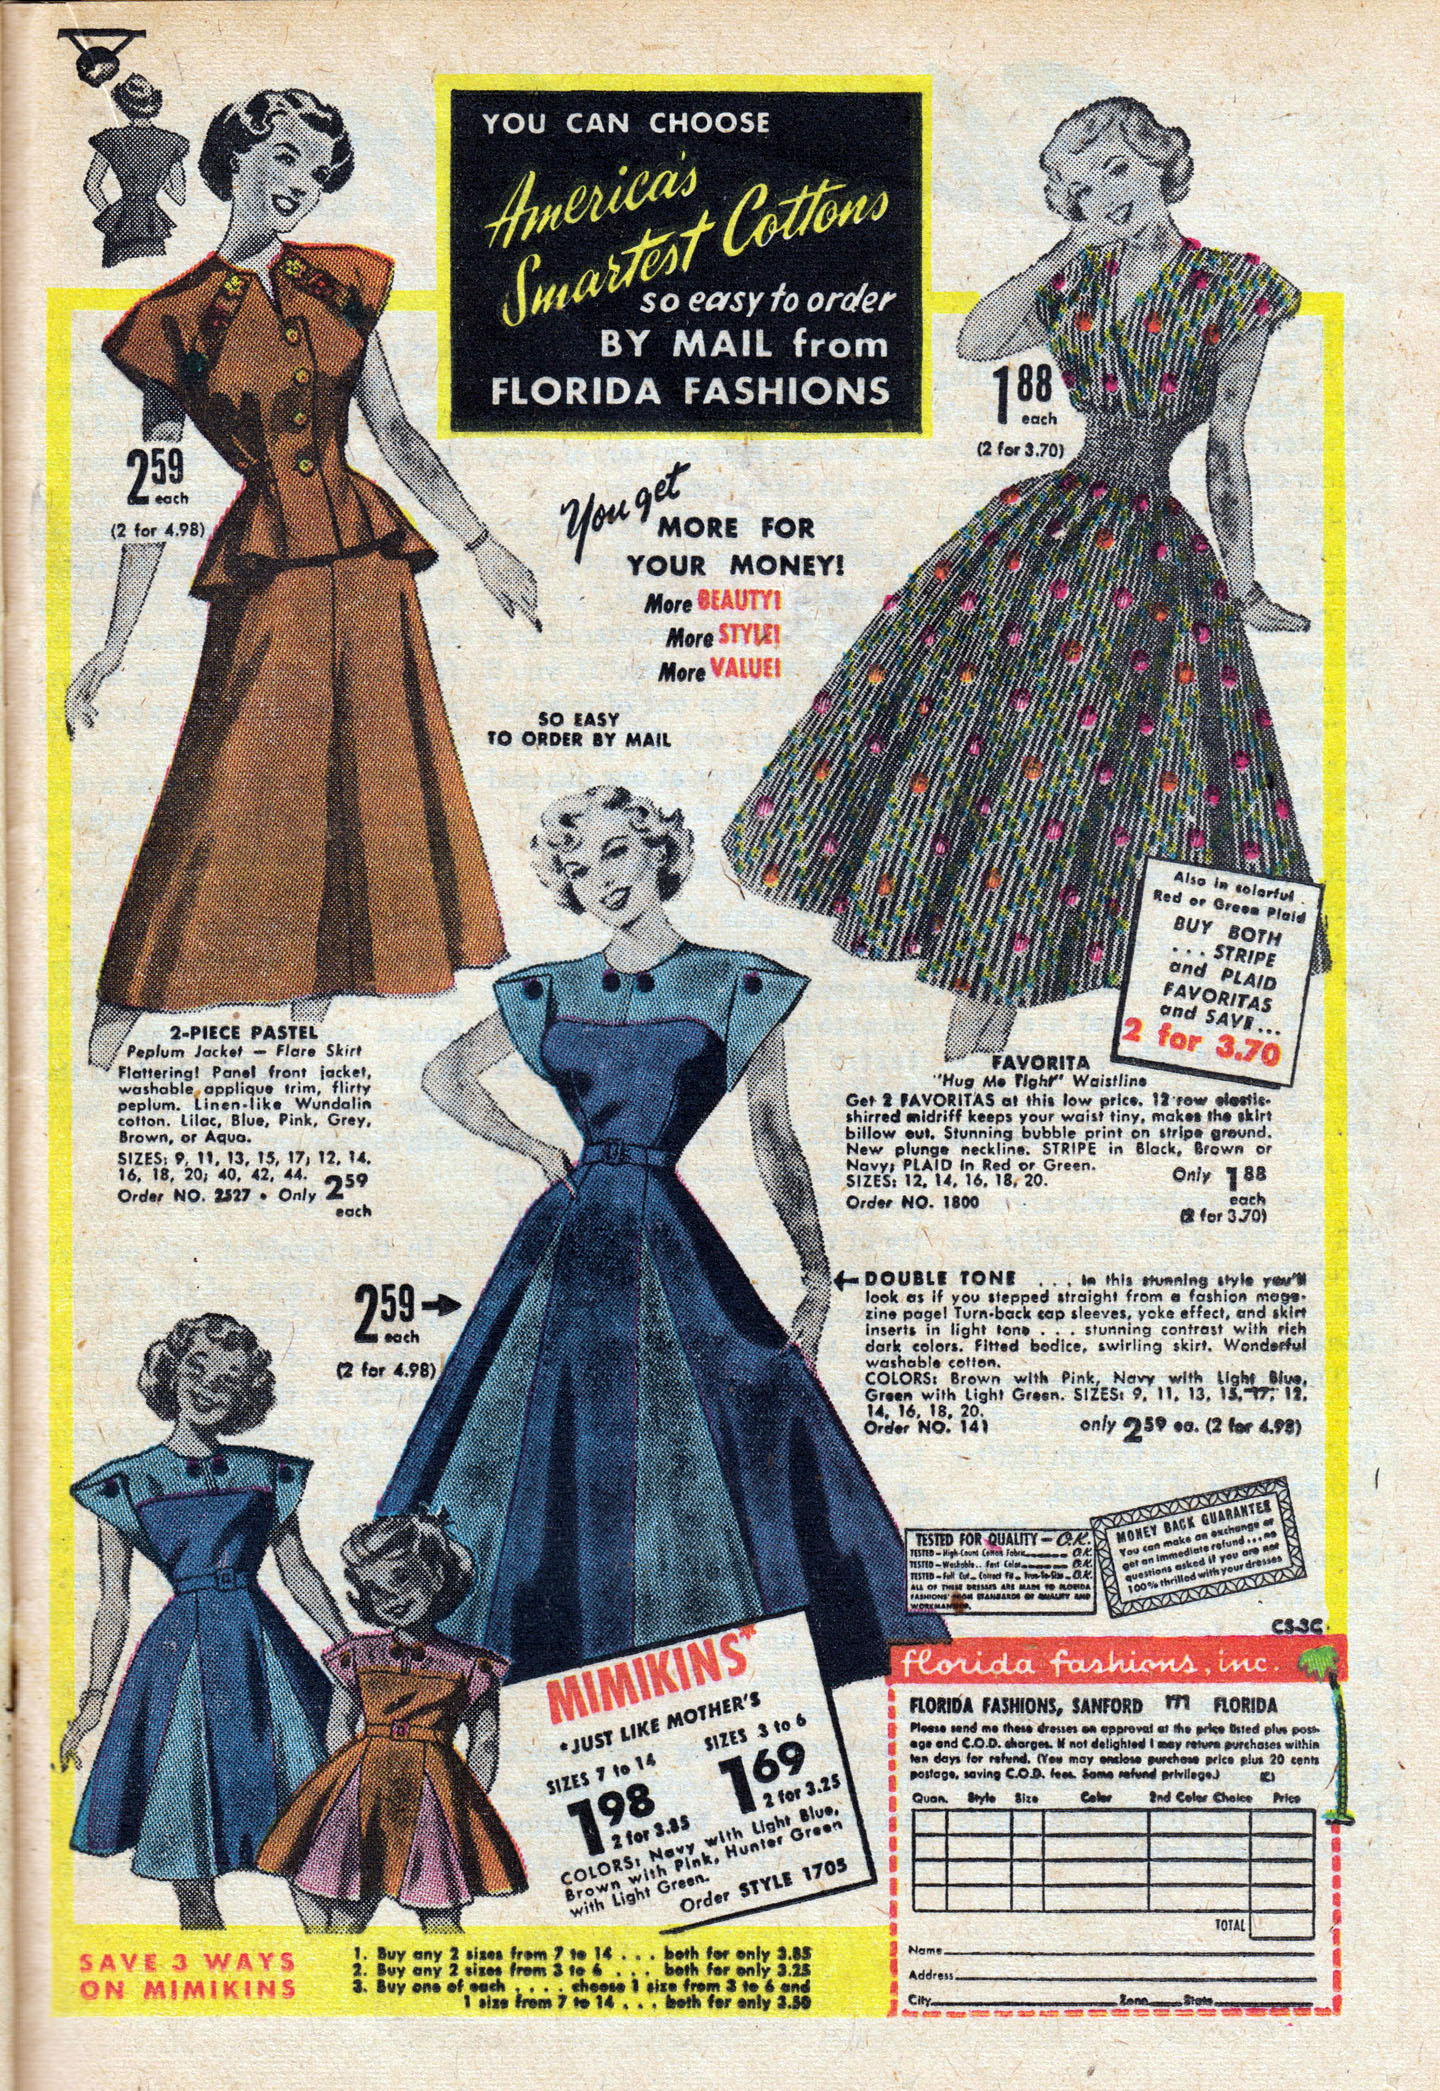 YOU CAN CHOOSE
America's
Smartest Cottons
so easy to order
BY MAIL from
FLORIDA FASHIONS
2.59
each
(2 for 4.98)
1.88
each
(2 for 3.70)
You get
MORE FOR
YOUR MONEY!
More BEAUTY!
More STYLE!
More VALUE!
SO EASY
TO ORDER BY MAIL
Also in colorful
Red or Green Plaid
BUY BOTH
. . . STRIPE
and PLAID
FAVORITAS
and SAVE...
2 for 3.70
2-PIECE PASTEL
Peplum Jacket — Flare Skirt
Flattering! Panel front jacket,
washable applique trim, flirty
peplum. Linen-like Wundalin
cotton. Lilac, Blue, Pink, Grey,
Brown, or Aqua.
SIZES: 9, 11, 13, 15, 17; 12, 14,
16, 18, 20; 40, 42, 44.
Order NO. 2527 • Only 2.59
each
FAVORITA
"Hug Me Tight" Waistline
Get 2 FAVORITAS at this low price. 12 row elastic-
shirred midriff keeps your waist tiny, makes the skirt
billow out. Stunning bubble print on stripe ground.
New plunge neckline. STRIPE in Black, Brown or
Navy; PLAID in Red or Green.
SIZES: 12, 14, 16, 18, 20.
Order NO. 1800
Only 1.88
each
(2 for 3.70)
2.59
each
(2 for 4.98)
DOUBLE TONE . . . in this stunning style you'll
look as if you stepped straight from a fashion maga-
zine page! Turn-back cap sleeves, yoke effect, and skirt
inserts in light tone . . . stunning contrast with rich
dark colors. Fitted bodice, swirling skirt. Wonderful
washable cotton.
COLORS: Brown with Pink, Navy with Light Blue,
Green with Light Green. SIZES: 9, 11, 13, 15, 17; 12,
14, 16, 18, 20.
Order NO. 141 only 2.59 ea. (2 for 4.98)
TESTED FOR QUALITY — O.K.
TESTED — High-Count Cotton Fabric O.K.
TESTED — Washable.. Fast Color O.K.
TESTED — Full Cut — Correct Fit — True-To-Size — O.K.
ALL OF THESE DRESSES ARE MADE TO FLORIDA
FASHIONS' HIGH STANDARDS OF QUALITY AND
WORKMANSHIP.
MONEY BACK GUARANTEE
You can make an exchange or
get an immediate refund... no
questions asked if you are not
100% thrilled with your dresses
CS-3C
MIMIKINS*
*JUST LIKE MOTHER'S
SIZES 7 to 14
1.98
2 for 3.85
SIZES 3 to 6
1.69
2 for 3.25
COLORS: Navy with Light Blue,
Brown with Pink, Hunter Green
with Light Green.
Order STYLE 1705
florida fashions, inc.
FLORIDA FASHIONS, SANFORD m FLORIDA
Please send me these dresses on approval at the price listed plus post-
age and C.O.D. charges. If not delighted I may return purchases within
ten days for refund. (You may enclose purchase price plus 20 cents
postage, saving C.O.D. fees. Same refund privilege.)
Quan. Style Size Color 2nd Color Choice Price
TOTAL
Name
Address
City Zone State
SAVE 3 WAYS
ON MIMIKINS
1. Buy any 2 sizes from 7 to 14 . . . both for only 3.85
2. Buy any 2 sizes from 3 to 6 . . . both for only 3.25
3. Buy one of each . . . . choose 1 size from 3 to 6 and
1 size from 7 to 14 . . . both for only 3.50